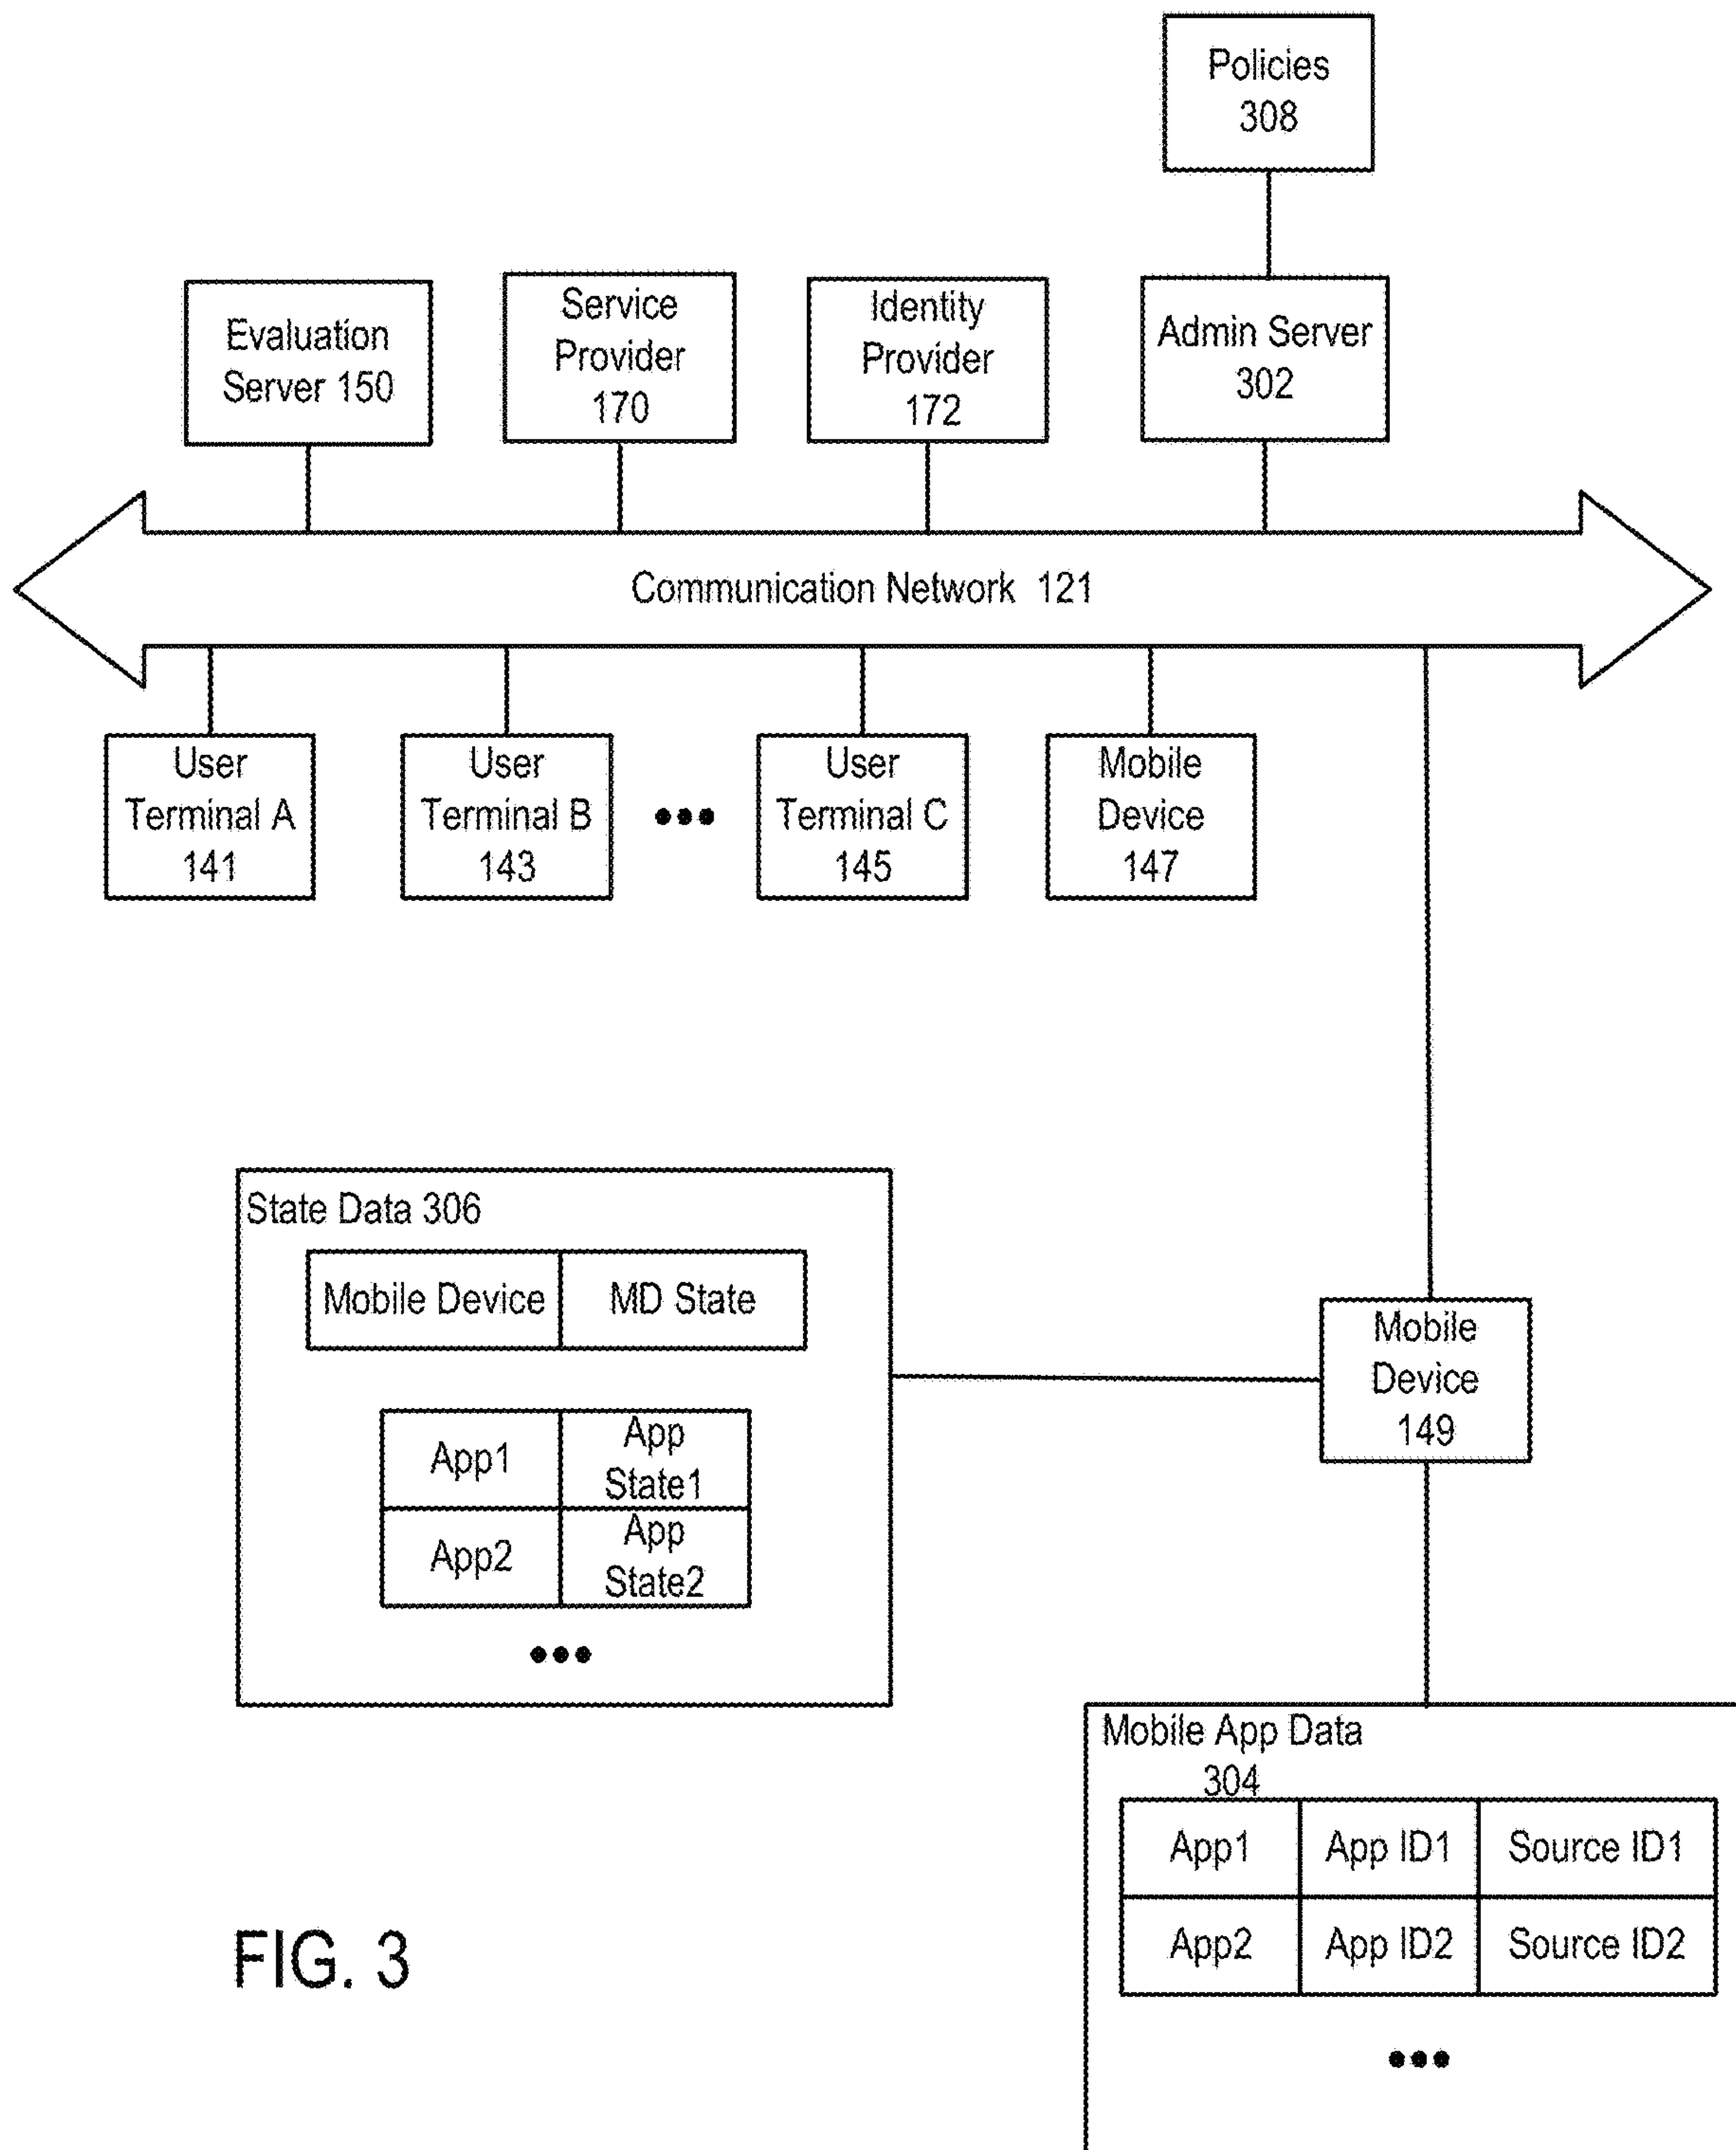 Policies
308
Evaluation
Server 150
Service
Provider
170
Identity
Provider
172
Admin Server
302
Communication Network 121
User
Terminal A
141
User
Terminal B
143
•••
User
Terminal C
145
Mobile
Device
147
State Data 306
Mobile Device
MD State
App1
App
State1
App2
App
State2
•••
Mobile
Device
149
Mobile App Data
304
App1
App ID1
Source ID1
App2
App ID2
Source ID2
•••
FIG. 3